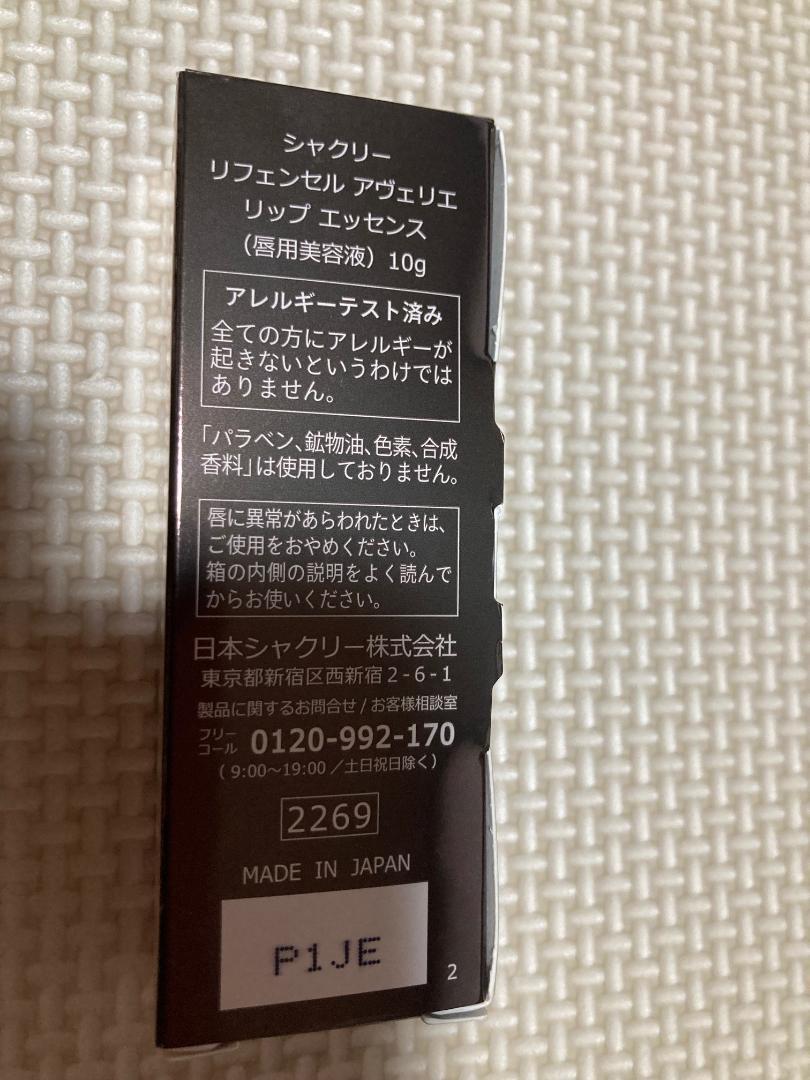 シャクリー
リフェンセル アヴェリエ
リップ エッセンス
（唇用美容液）10g
アレルギーテスト済み
全ての方にアレルギーが
起きないというわけでは
ありません。
「パラベン、鉱物油、色素、合成
香料」は使用しておりません。
唇に異常があらわれたときは、
ご使用をおやめください。
箱の内側の説明をよく読んで
からお使いください。
日本シャクリー株式会社
東京都新宿区西新宿2-6-1
製品に関するお問合せ/お客様相談室
フリー
コール 0120-992-170
（9:00〜19:00／土日祝日除く）
2269
MADE IN JAPAN
P1JE
2